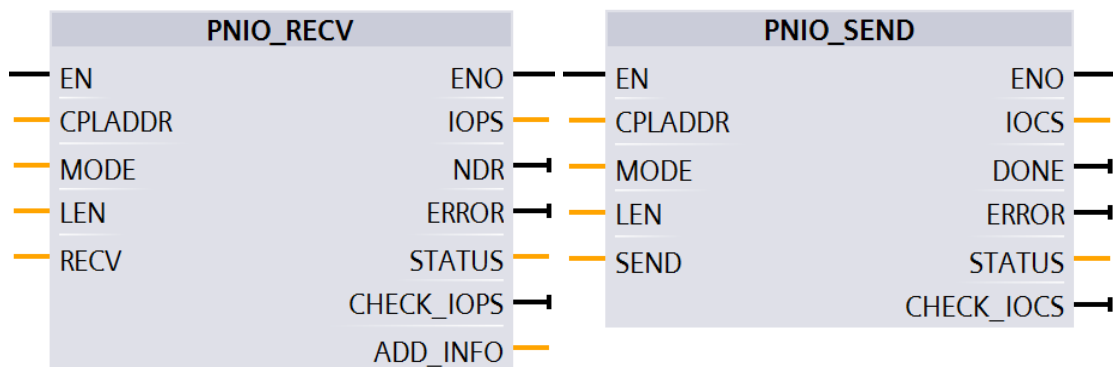 PNIO_RECV
EN ENO
CPLADDR IOPS
MODE NDR
LEN ERROR
RECV STATUS
CHECK_IOPS
ADD_INFO
PNIO_SEND
EN ENO
CPLADDR IOCS
MODE DONE
LEN ERROR
SEND STATUS
CHECK_IOCS